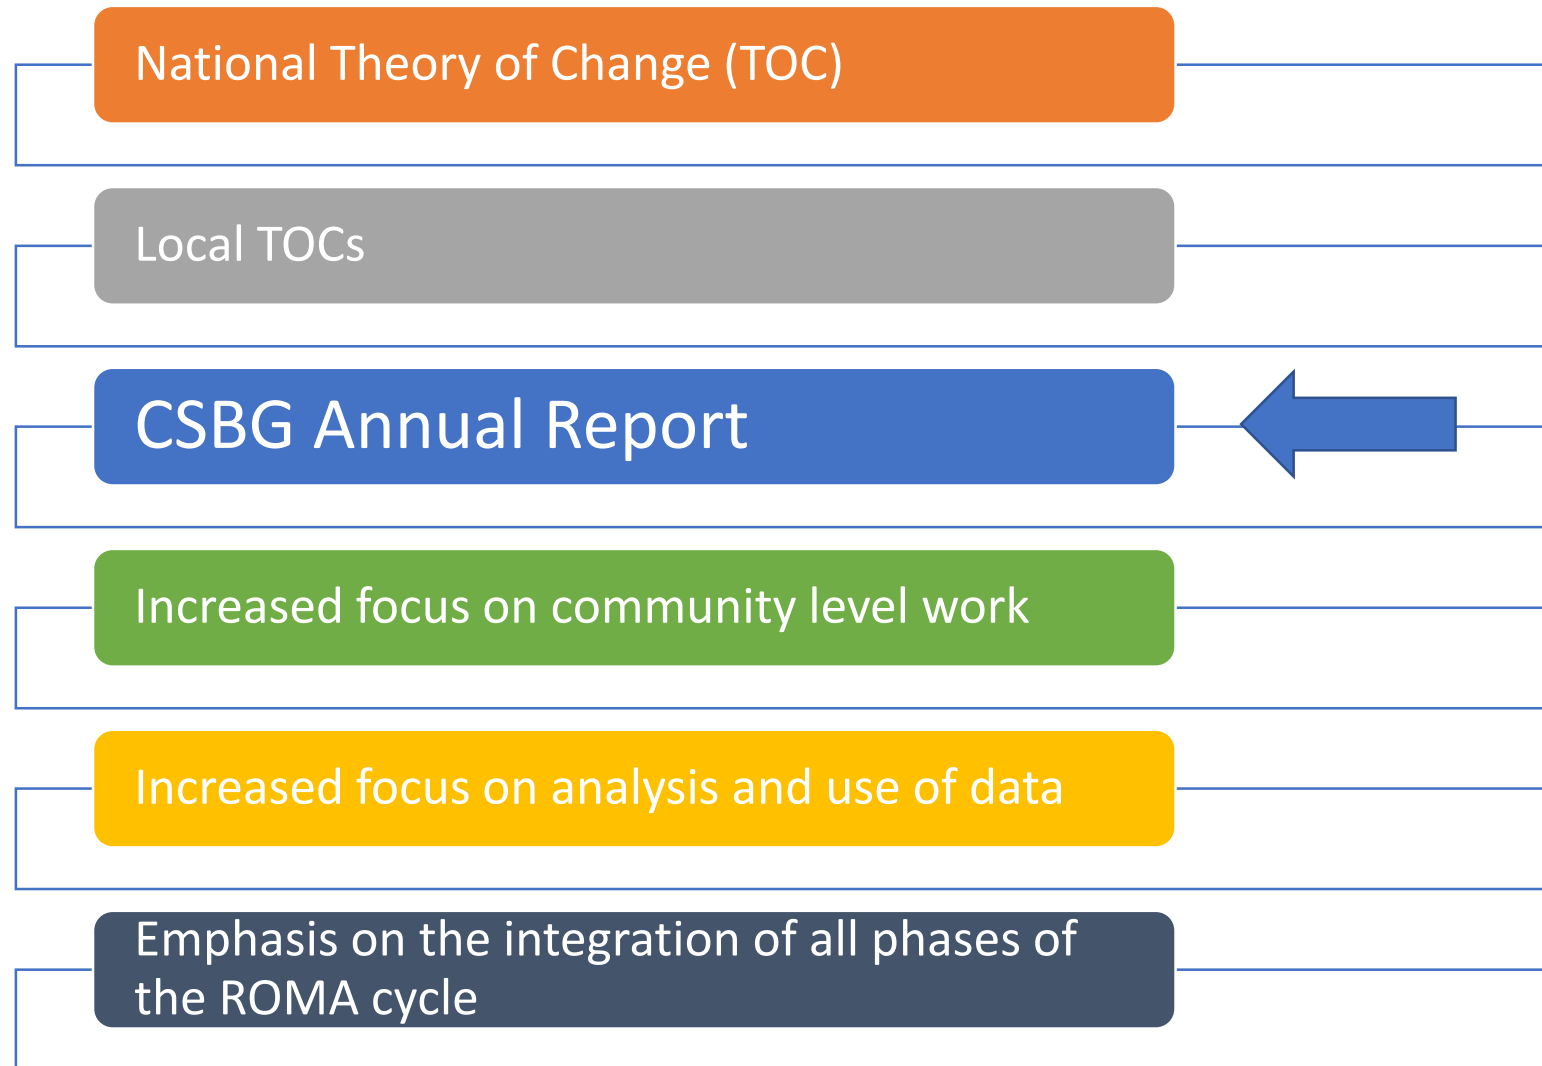 National Theory of Change (TOC)
Local TOCs
CSBG Annual Report
Increased focus on community level work
Increased focus on analysis and use of data
Emphasis on the integration of all phases of
the ROMA cycle